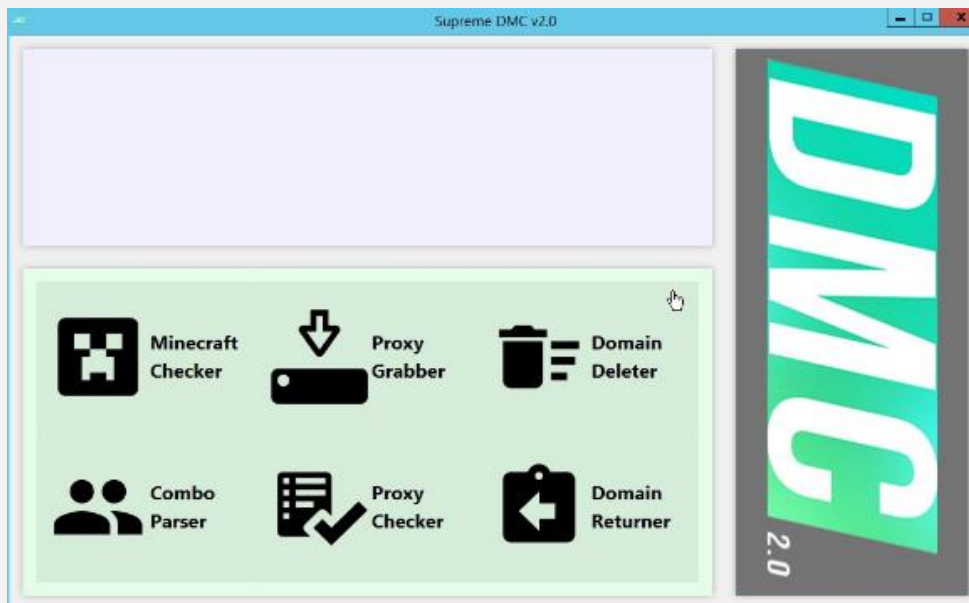 Supreme DMC v2.0
Minecraft
Checker
Proxy
Grabber
Domain
Deleter
Combo
Parser
Proxy
Checker
Domain
Returner
DMC
2.0